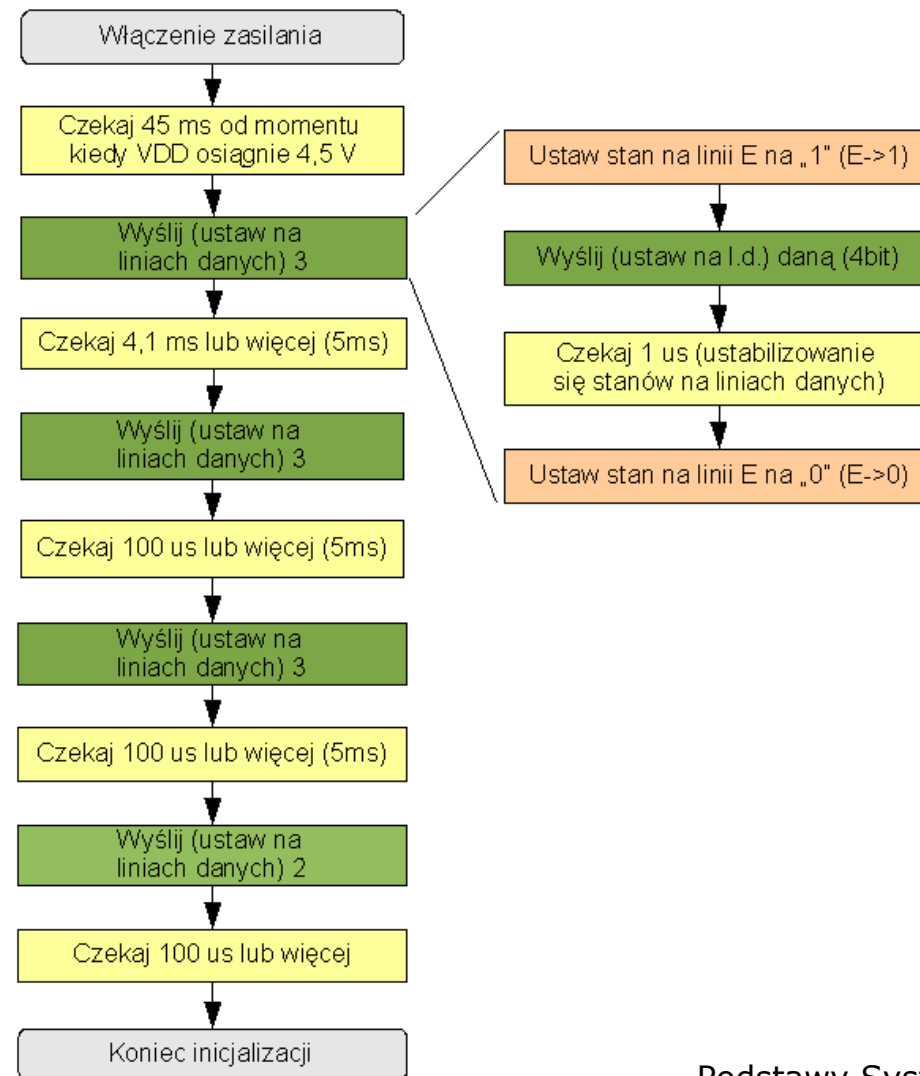 Włączenie zasilania
Czekaj 45 ms od momentu
kiedy VDD osiągnie 4,5 V
Wyślij (ustaw na
liniach danych) 3
Czekaj 4,1 ms lub więcej (5ms)
Wyślij (ustaw na
liniach danych) 3
Czekaj 100 us lub więcej (5ms)
Wyślij (ustaw na
liniach danych) 3
Czekaj 100 us lub więcej (5ms)
Wyślij (ustaw na
liniach danych) 2
Czekaj 100 us lub więcej
Koniec inicjalizacji
Ustaw stan na linii E na „1" (E->1)
Wyślij (ustaw na l.d.) daną (4bit)
Czekaj 1 us (ustabilizowanie
się stanów na liniach danych)
Ustaw stan na linii E na „0" (E->0)